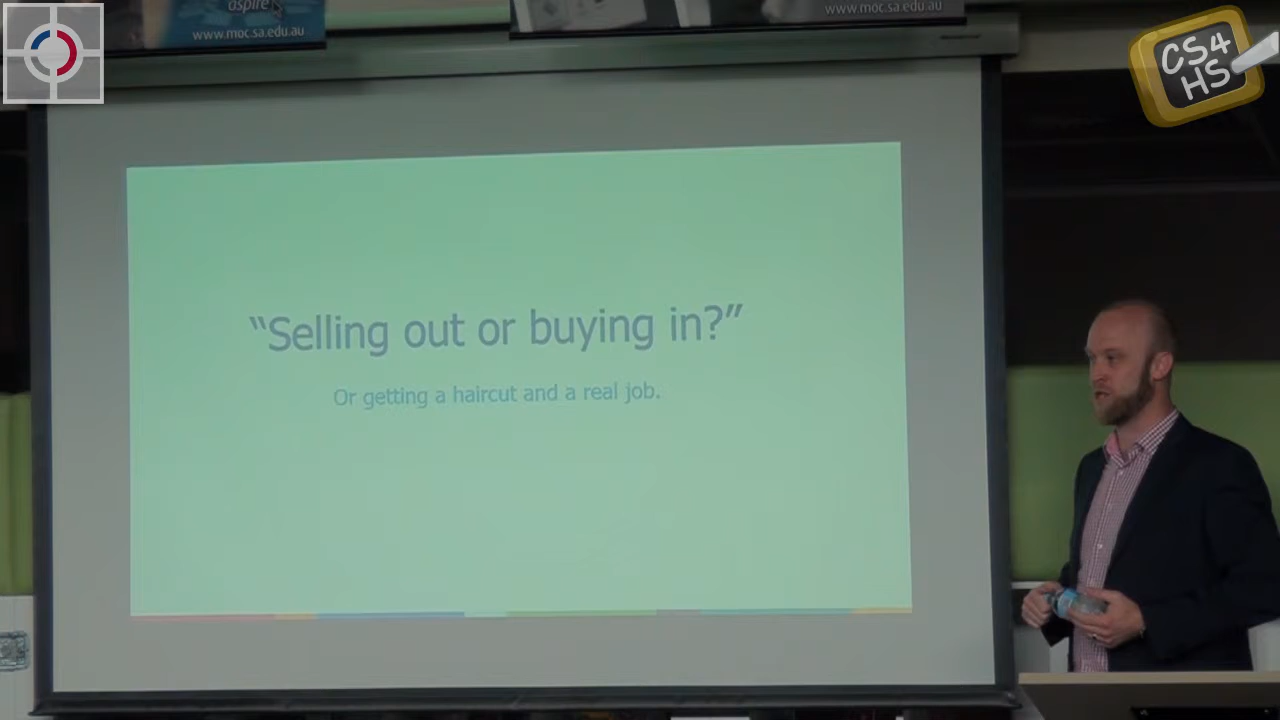 aspire
www.moc.sa.edu.au
www.moc.sa.edu.au
CS4
HS
“Selling out or buying in?”
Or getting a haircut and a real job.